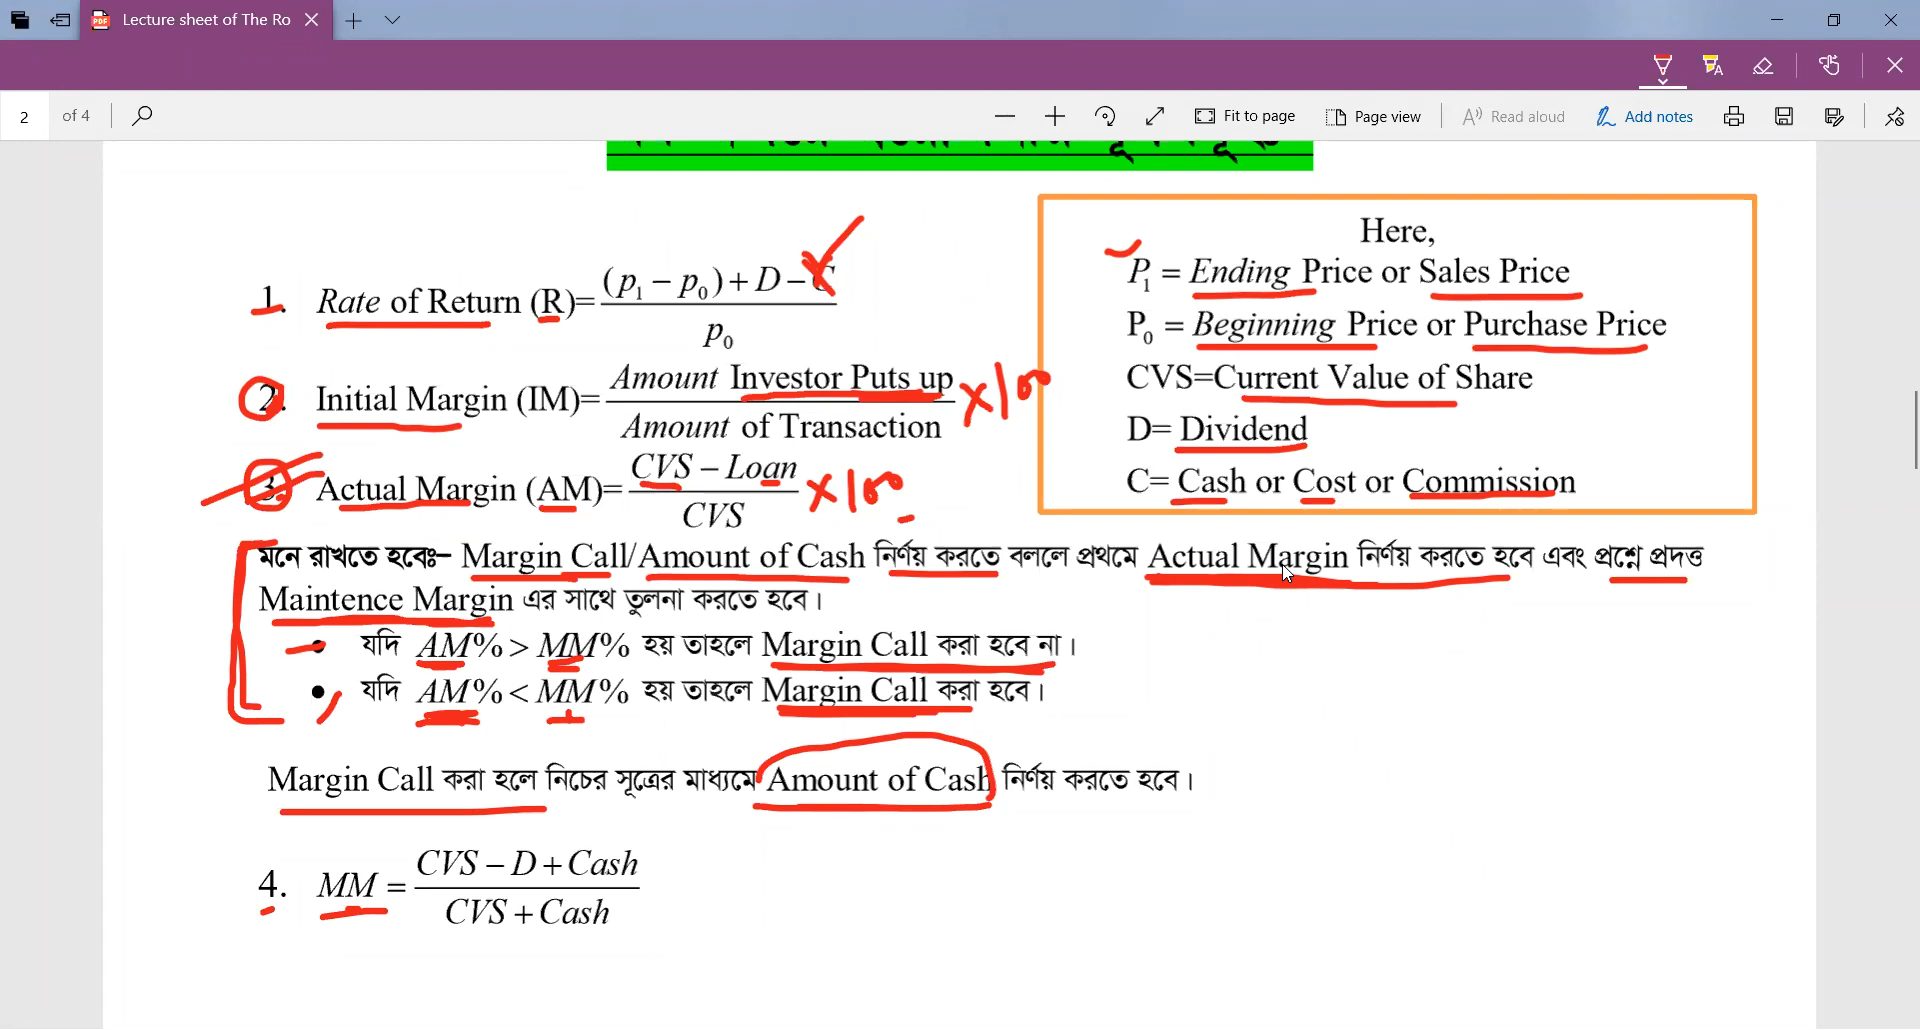 Lecture sheet of The Ro
2 of 4
Fit to page
Page view
Read aloud
Add notes
Here,
P₁ = Ending Price or Sales Price
P₀ = Beginning Price or Purchase Price
CVS=Current Value of Share
D= Dividend
C= Cash or Cost or Commission
1. Rate of Return (R)= ((p₁ − p₀) + D − C) / p₀
2. Initial Margin (IM)= Amount Investor Puts up / Amount of Transaction ×100
3. Actual Margin (AM)= (CVS − Loan) / CVS ×100
মনে রাখতে হবেঃ– Margin Call/Amount of Cash নির্ণয় করতে বললে প্রথমে Actual Margin নির্ণয় করতে হবে এবং প্রশ্নে প্রদত্ত
Maintence Margin এর সাথে তুলনা করতে হবে।
• যদি AM% > MM% হয় তাহলে Margin Call করা হবে না।
• যদি AM% < MM% হয় তাহলে Margin Call করা হবে।
Margin Call করা হলে নিচের সূত্রের মাধ্যমে Amount of Cash নির্ণয় করতে হবে।
4. MM = (CVS − D + Cash) / (CVS + Cash)